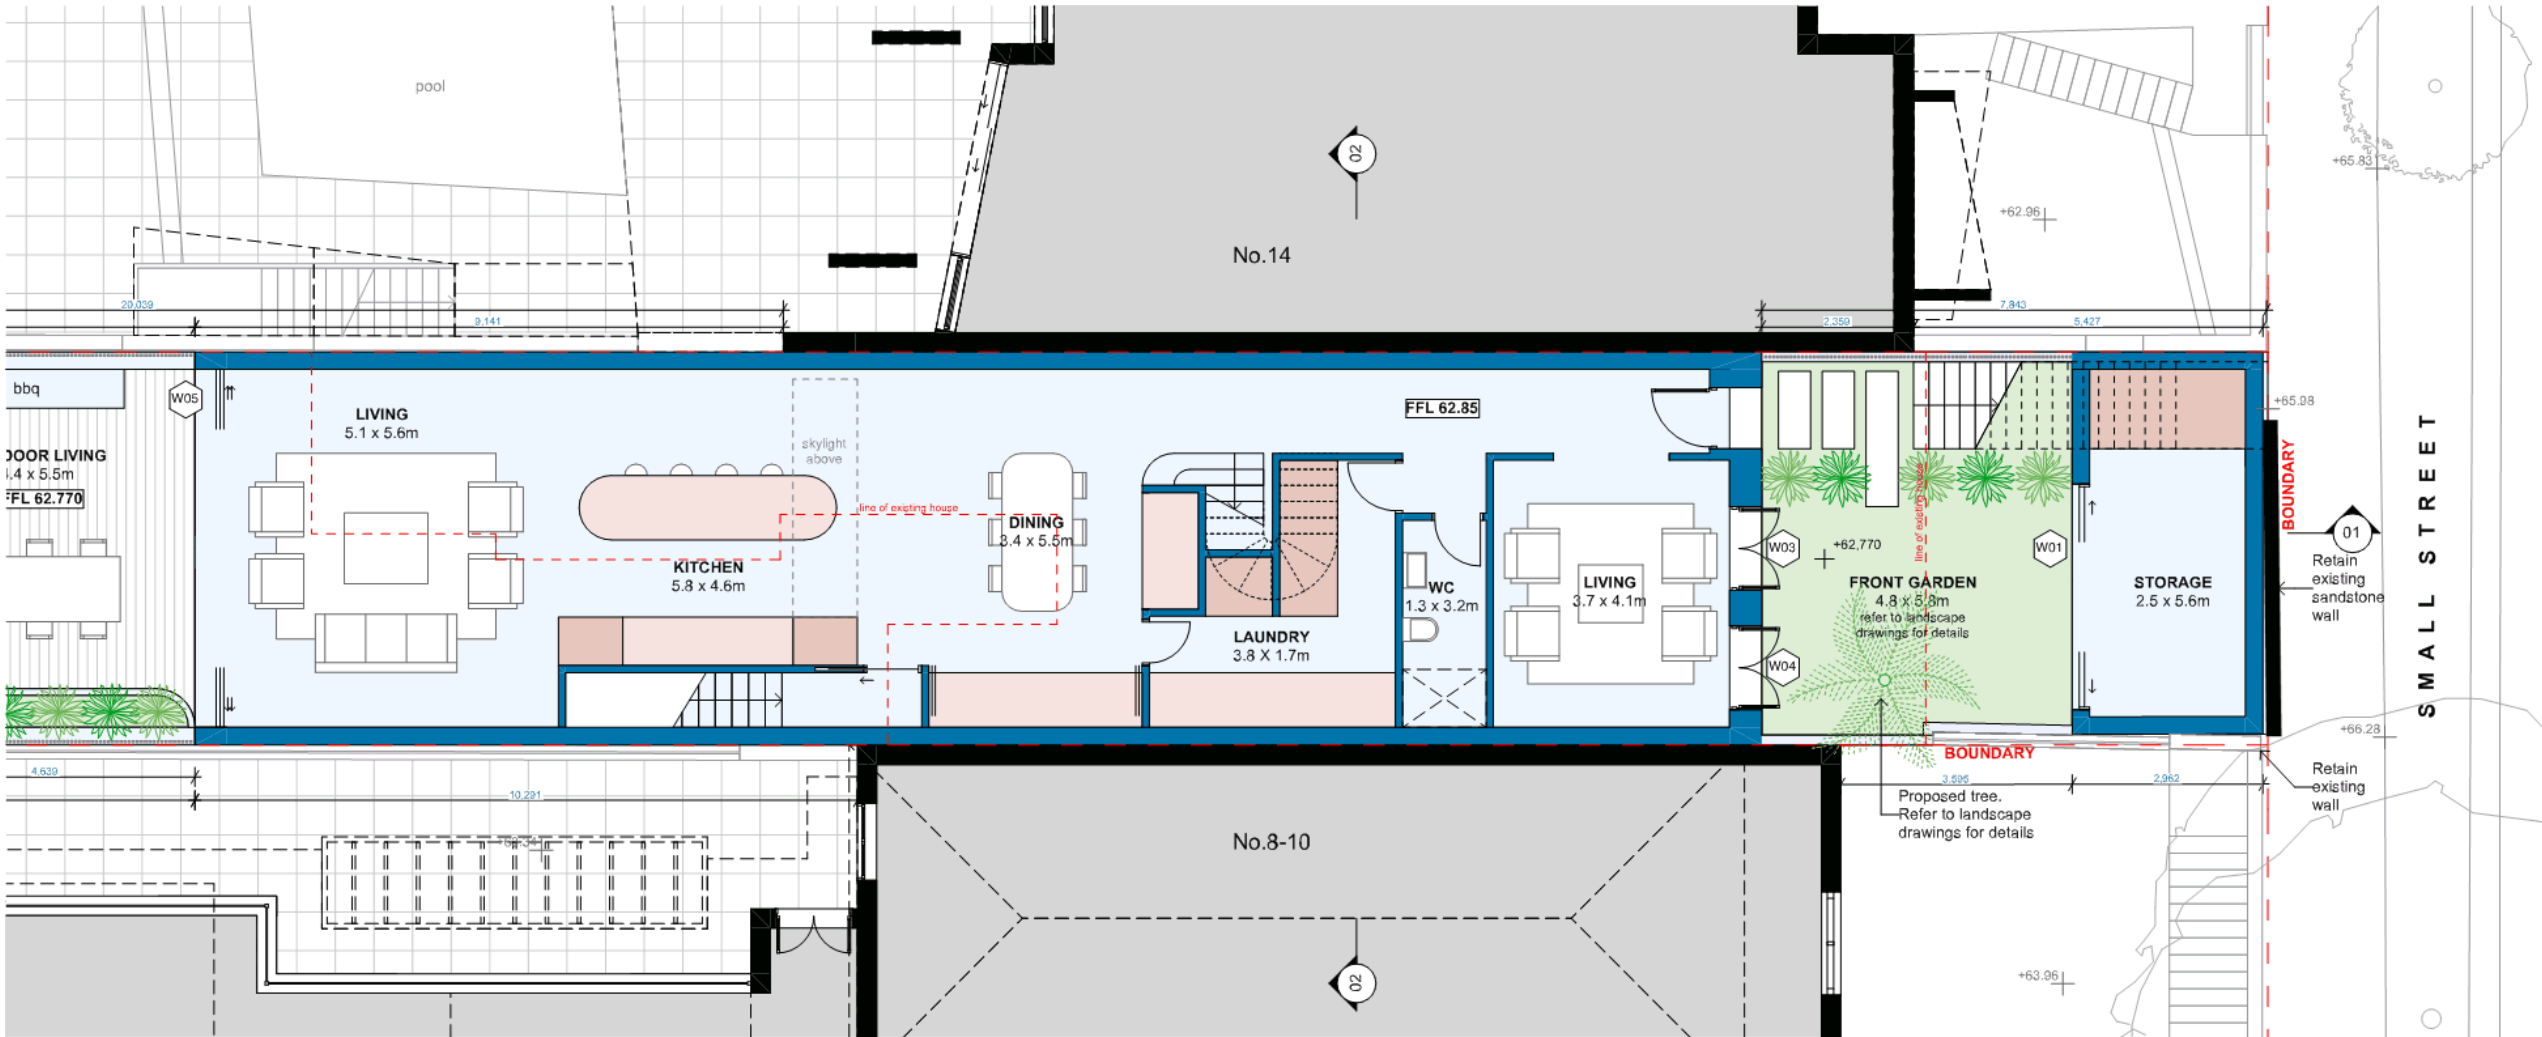 pool
+65.83
02
+62.96
No.14
20,039
9,141
7,843
2,359
5,427
bbq
W05
LIVING
5.1 x 5.6m
FFL 62.85
+65.98
skylight
above
DOOR LIVING
4.4 x 5.5m
FFL 62.770
line of existing house
DINING
3.4 x 5.5m
KITCHEN
5.8 x 4.6m
WC
1.3 x 3.2m
LAUNDRY
3.8 X 1.7m
LIVING
3.7 x 4.1m
W03
W04
+62,770
W01
line of existing house
FRONT GARDEN
4.8 x 5.8m
refer to landscape
drawings for details
STORAGE
2.5 x 5.6m
BOUNDARY
01
Retain
existing
sandstone
wall
SMALL STREET
+66.28
BOUNDARY
4,639
10,291
3,595
2,962
Retain
existing
wall
Proposed tree.
Refer to landscape
drawings for details
No.8-10
02
+63.96